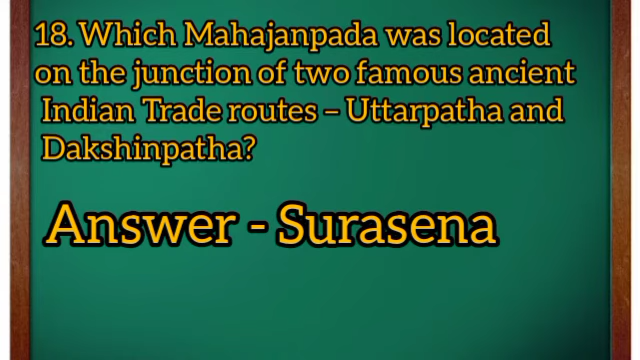 18. Which Mahajanpada was located
on the junction of two famous ancient
Indian Trade routes – Uttarpatha and
Dakshinpatha?
Answer - Surasena